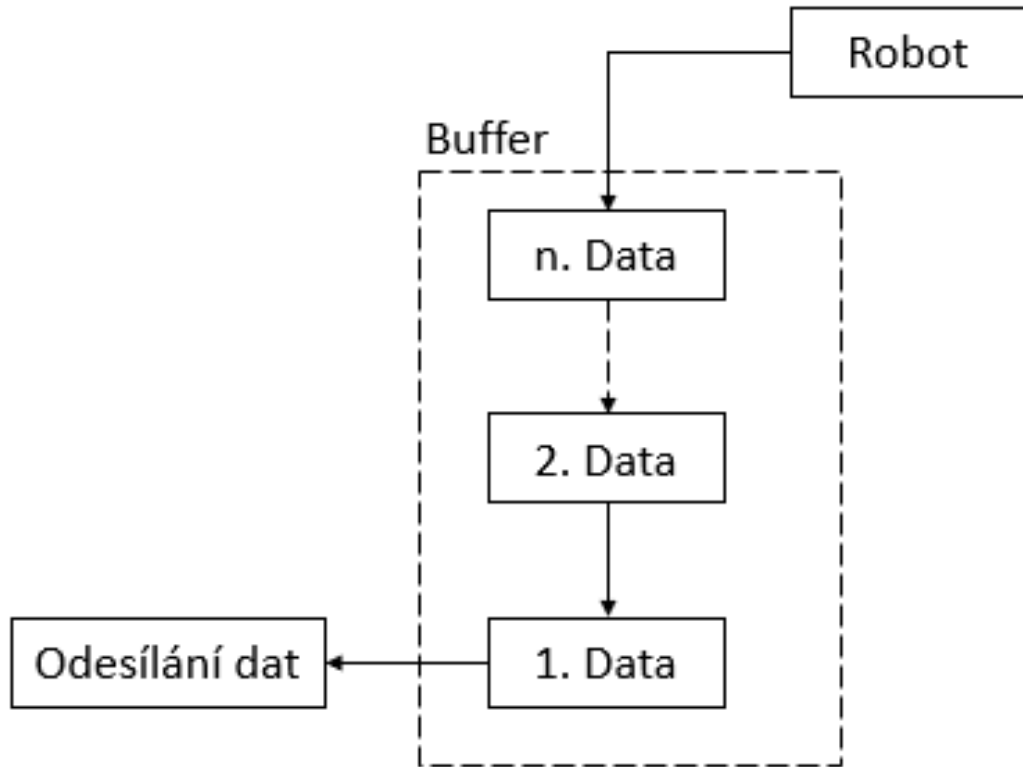 Robot
Buffer
n. Data
2. Data
1. Data
Odesílání dat